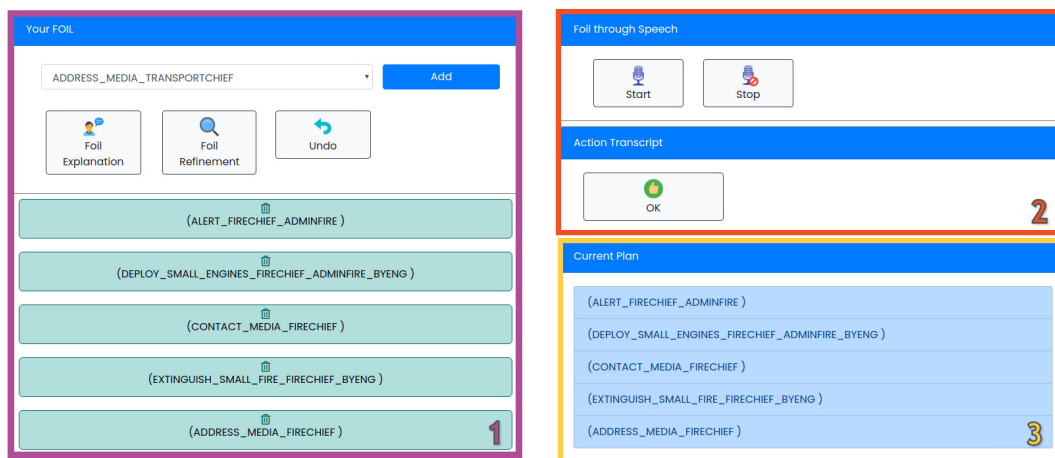 Your FOIL
ADDRESS_MEDIA_TRANSPORTCHIEF
Add
Foil
Explanation
Foil
Refinement
Undo
(ALERT_FIRECHIEF_ADMINFIRE )
(DEPLOY_SMALL_ENGINES_FIRECHIEF_ADMINFIRE_BYENG )
(CONTACT_MEDIA_FIRECHIEF )
(EXTINGUISH_SMALL_FIRE_FIRECHIEF_BYENG )
(ADDRESS_MEDIA_FIRECHIEF )
1
Foil through Speech
Start
Stop
Action Transcript
OK
2
Current Plan
(ALERT_FIRECHIEF_ADMINFIRE )
(DEPLOY_SMALL_ENGINES_FIRECHIEF_ADMINFIRE_BYENG )
(CONTACT_MEDIA_FIRECHIEF )
(EXTINGUISH_SMALL_FIRE_FIRECHIEF_BYENG )
(ADDRESS_MEDIA_FIRECHIEF )
3